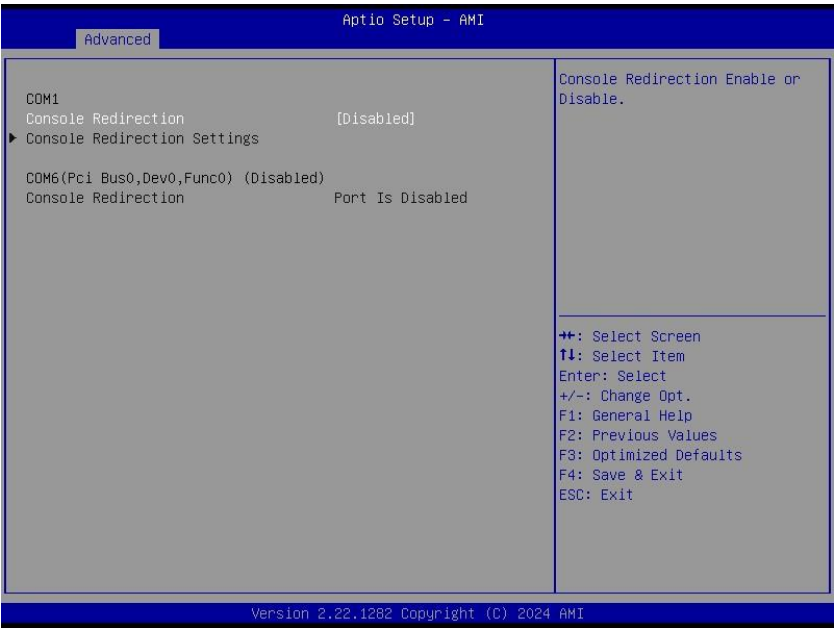 Aptio Setup – AMI
Advanced
COM1
Console Redirection [Disabled]
▶ Console Redirection Settings
COM6(Pci Bus0,Dev0,Func0) (Disabled)
Console Redirection Port Is Disabled
Console Redirection Enable or
Disable.
→←: Select Screen
↑↓: Select Item
Enter: Select
+/-: Change Opt.
F1: General Help
F2: Previous Values
F3: Optimized Defaults
F4: Save & Exit
ESC: Exit
Version 2.22.1282 Copyright (C) 2024 AMI